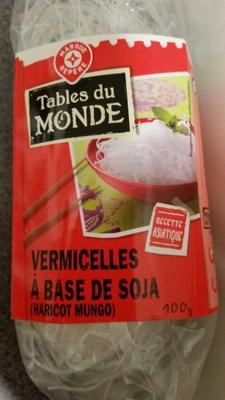 MARQUE
REPÈRE
Tables du
MONDE
RECETTE
ASIATIQUE
VERMICELLES
À BASE DE SOJA
(HARICOT MUNGO)
100g